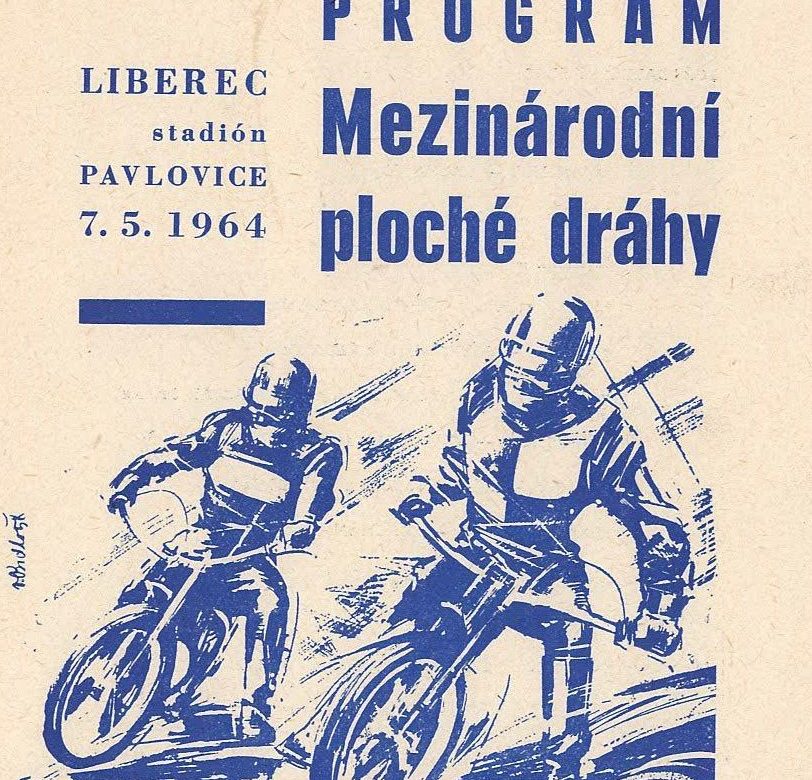 PROGRAM
Mezinárodní
ploché dráhy
LIBEREC
stadión
PAVLOVICE
7. 5. 1964